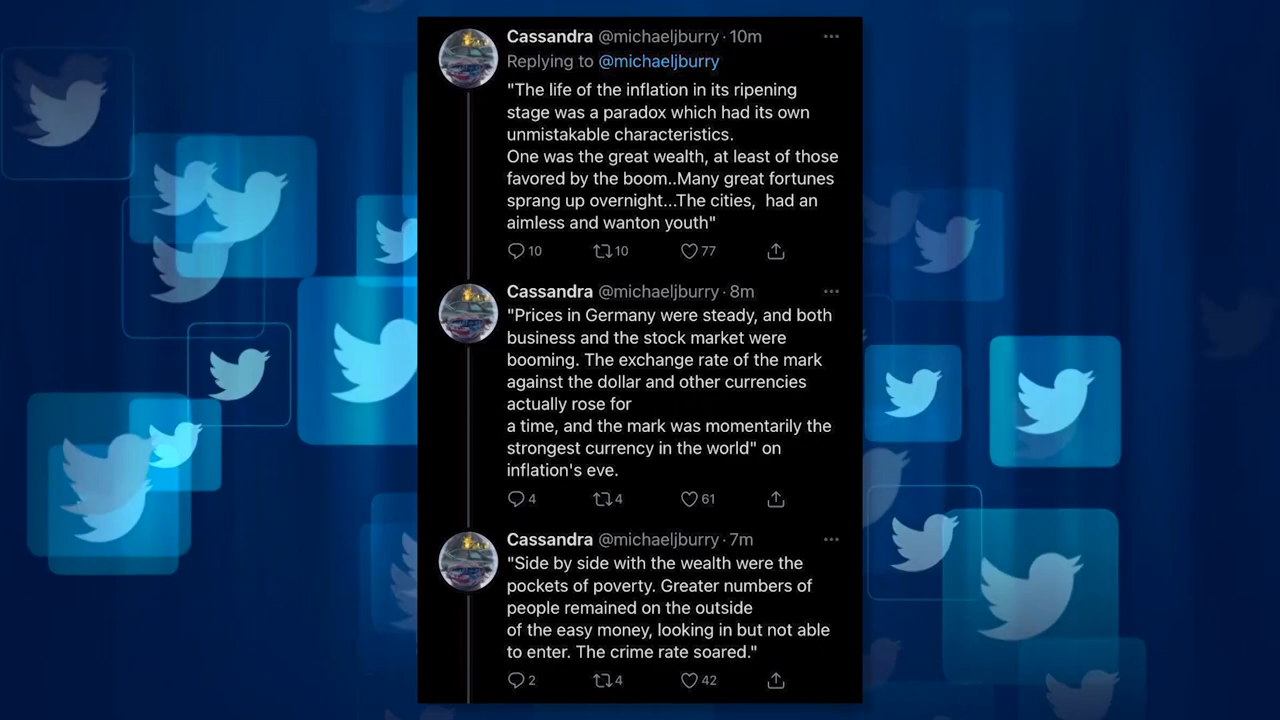 Cassandra @michaeljburry · 10m
Replying to @michaeljburry
"The life of the inflation in its ripening
stage was a paradox which had its own
unmistakable characteristics.
One was the great wealth, at least of those
favored by the boom..Many great fortunes
sprang up overnight...The cities,  had an
aimless and wanton youth"
10 10 77
Cassandra @michaeljburry · 8m
"Prices in Germany were steady, and both
business and the stock market were
booming. The exchange rate of the mark
against the dollar and other currencies
actually rose for
a time, and the mark was momentarily the
strongest currency in the world" on
inflation's eve.
4 4 61
Cassandra @michaeljburry · 7m
"Side by side with the wealth were the
pockets of poverty. Greater numbers of
people remained on the outside
of the easy money, looking in but not able
to enter. The crime rate soared."
2 4 42